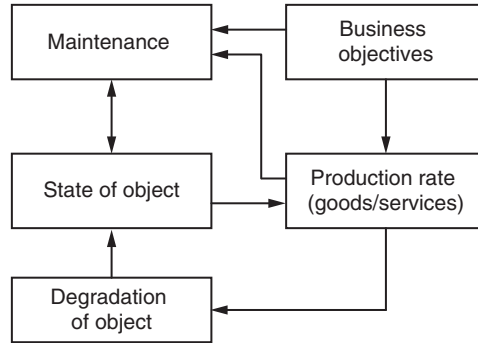 Maintenance
Business
objectives
State of object
Production rate
(goods/services)
Degradation
of object